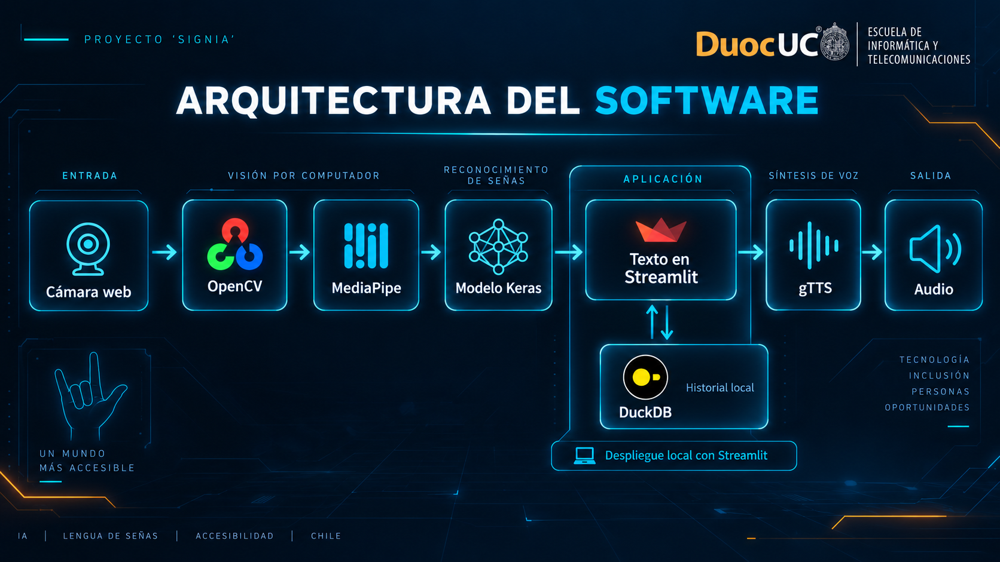 PROYECTO ‘SIGNIA’
DuocUC®
ESCUELA DE
INFORMÁTICA Y
TELECOMUNICACIONES
ARQUITECTURA DEL SOFTWARE
ENTRADA
VISIÓN POR COMPUTADOR
RECONOCIMIENTO
DE SEÑAS
APLICACIÓN
SÍNTESIS DE VOZ
SALIDA
Cámara web
OpenCV
MediaPipe
Modelo Keras
Texto en
Streamlit
gTTS
Audio
DuckDB
Historial local
Despliegue local con Streamlit
UN MUNDO
MÁS ACCESIBLE
TECNOLOGÍA
INCLUSIÓN
PERSONAS
OPORTUNIDADES
IA | LENGUA DE SEÑAS | ACCESIBILIDAD | CHILE